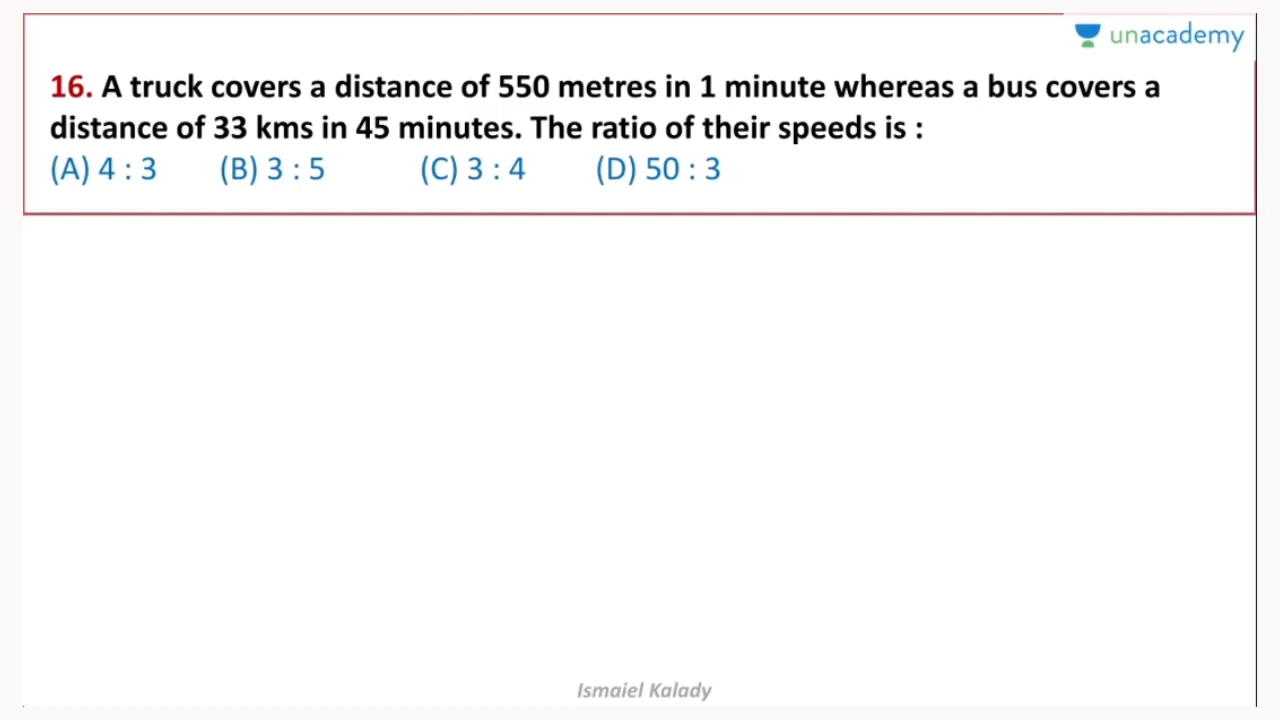 unacademy
16. A truck covers a distance of 550 metres in 1 minute whereas a bus covers a
distance of 33 kms in 45 minutes. The ratio of their speeds is :
(A) 4 : 3 (B) 3 : 5 (C) 3 : 4 (D) 50 : 3
Ismaiel Kalady